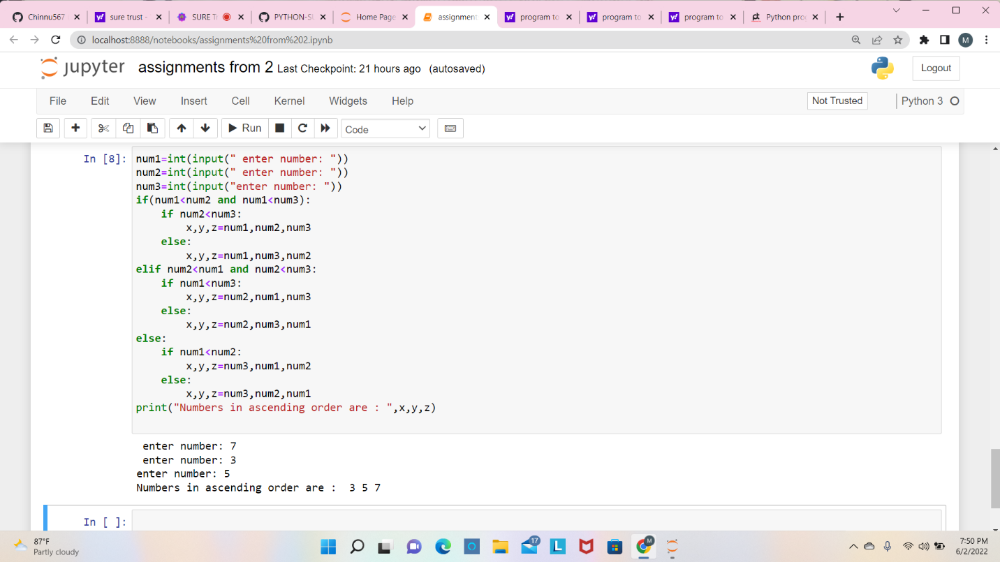 Chinnu567
sure trust -
SURE Tr
PYTHON-SU
Home Page
assignment
program to
program to
program to
Python pro
localhost:8888/notebooks/assignments%20from%202.ipynb
M
jupyter assignments from 2 Last Checkpoint: 21 hours ago (autosaved)
Logout
File Edit View Insert Cell Kernel Widgets Help
Not Trusted
Python 3
Run
Code
In [8]:
num1=int(input(" enter number: "))
num2=int(input(" enter number: "))
num3=int(input("enter number: "))
if(num1<num2 and num1<num3):
    if num2<num3:
        x,y,z=num1,num2,num3
    else:
        x,y,z=num1,num3,num2
elif num2<num1 and num2<num3:
    if num1<num3:
        x,y,z=num2,num1,num3
    else:
        x,y,z=num2,num3,num1
else:
    if num1<num2:
        x,y,z=num3,num1,num2
    else:
        x,y,z=num3,num2,num1
print("Numbers in ascending order are : ",x,y,z)
 enter number: 7
 enter number: 3
enter number: 5
Numbers in ascending order are :  3 5 7
In [ ]:
87°F
Partly cloudy
17
L
M
7:50 PM
6/2/2022